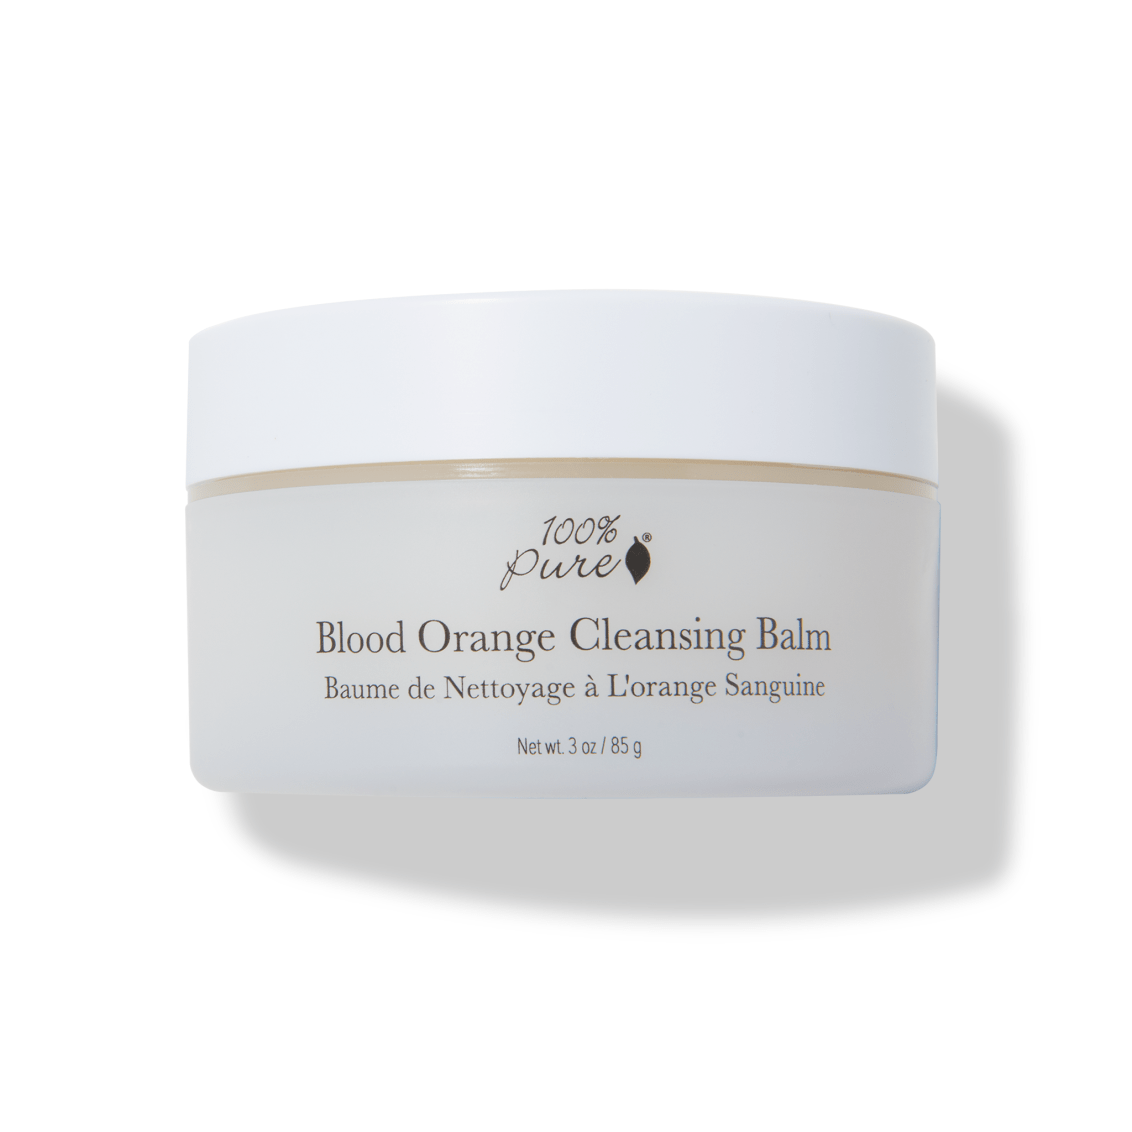 100%
Pure®
Blood Orange Cleansing Balm
Baume de Nettoyage à L'orange Sanguine
Net wt. 3 oz / 85 g